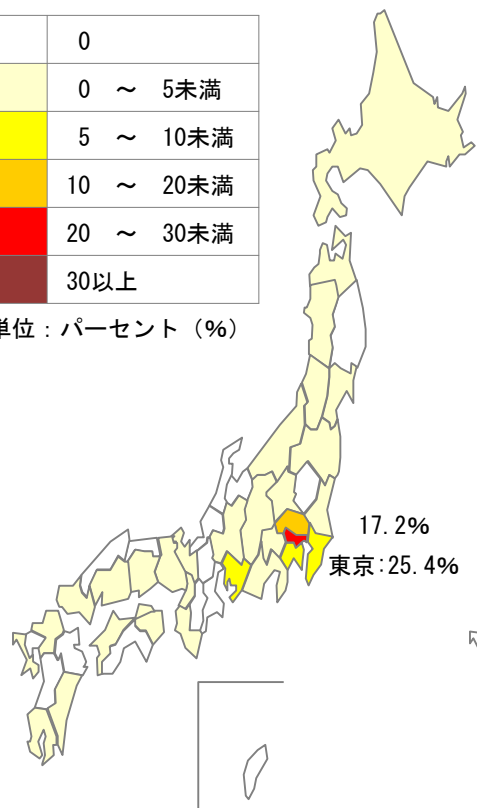 0
0 ～ 5未満
5 ～ 10未満
10 ～ 20未満
20 ～ 30未満
30以上
単位：パーセント（%）
17.2%
東京：25.4%